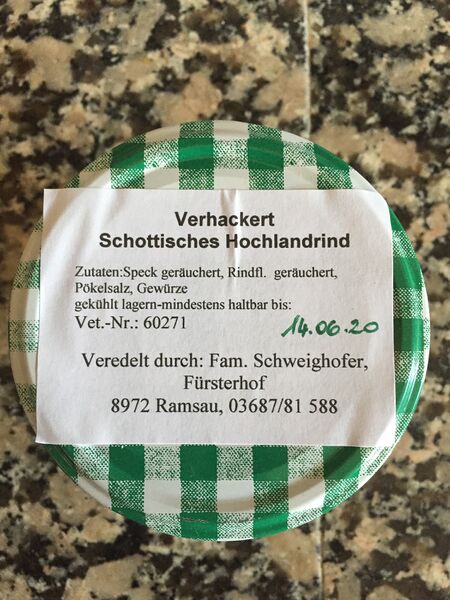 Verhackert
Schottisches Hochlandrind
Zutaten:Speck geräuchert, Rindfl. geräuchert,
Pökelsalz, Gewürze
gekühlt lagern-mindestens haltbar bis:
Vet.-Nr.: 60271 14.06.20
Veredelt durch: Fam. Schweighofer,
Fürsterhof
8972 Ramsau, 03687/81 588